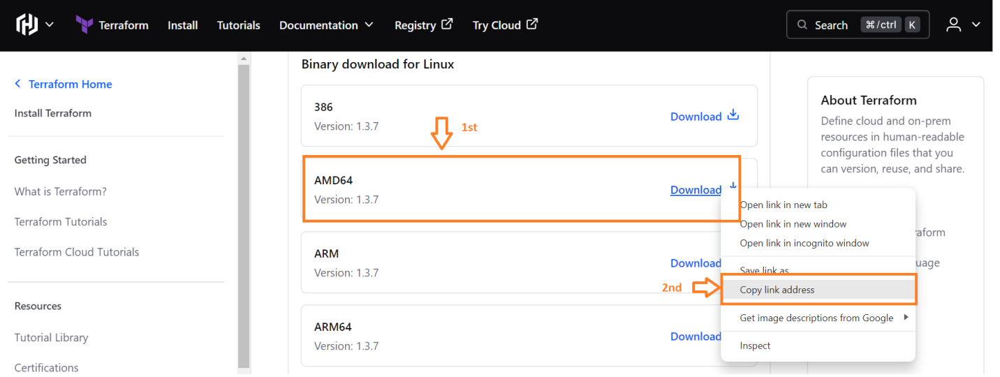 Terraform
Install
Tutorials
Documentation
Registry
Try Cloud
Search
⌘/ctrl
K
Terraform Home
Install Terraform
Getting Started
What is Terraform?
Terraform Tutorials
Terraform Cloud Tutorials
Resources
Tutorial Library
Certifications
Binary download for Linux
386
Version: 1.3.7
Download
1st
AMD64
Version: 1.3.7
Download
ARM
Version: 1.3.7
Download
2nd
ARM64
Version: 1.3.7
Download
Open link in new tab
Open link in new window
Open link in incognito window
Save link as
Copy link address
Get image descriptions from Google
Inspect
About Terraform
Define cloud and on-prem
resources in human-readable
configuration files that you
can version, reuse, and share.